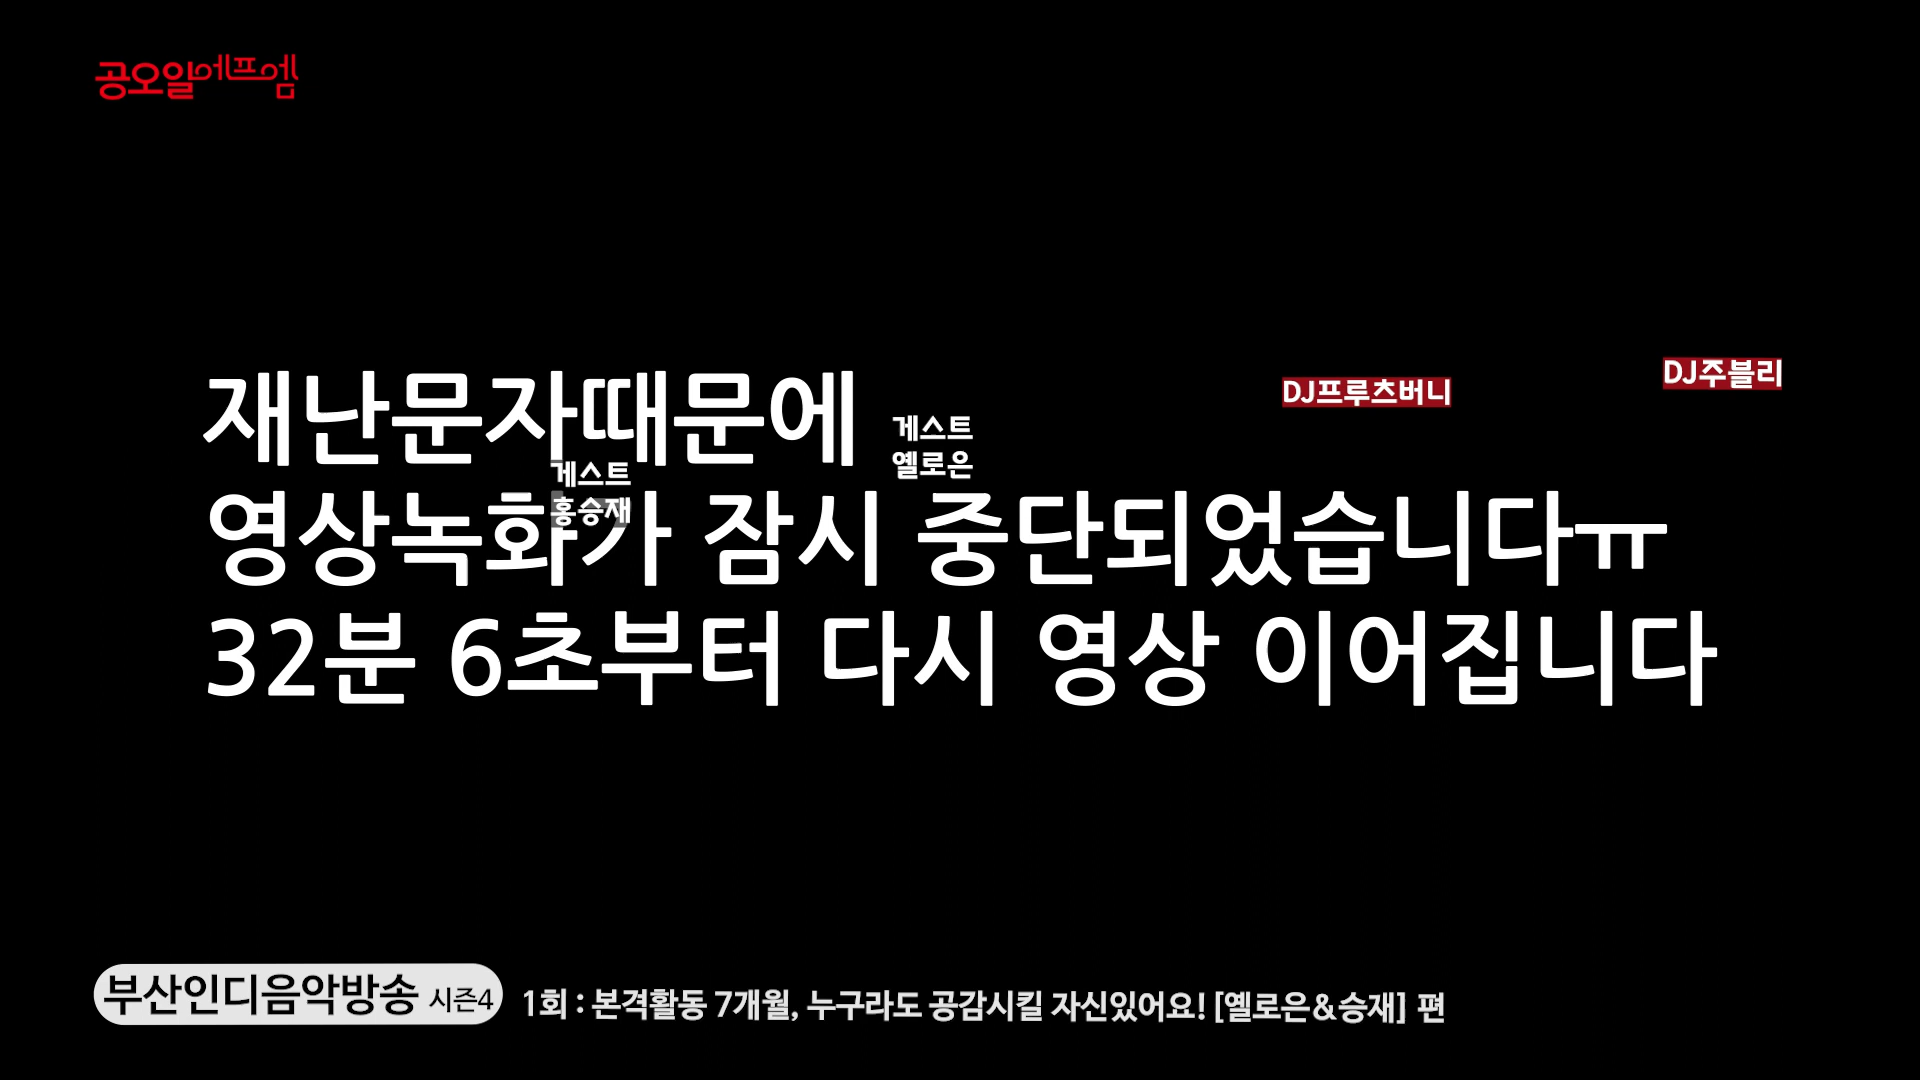 공오일에프엠
DJ주블리
DJ프루츠버니
재난문자때문에
게스트
옐로은
게스트
홍승재
영상녹화가 잠시 중단되었습니다ㅠ
32분 6초부터 다시 영상 이어집니다
부산인디음악방송 시즌4
1회 : 본격활동 7개월, 누구라도 공감시킬 자신있어요! [옐로은&승재] 편